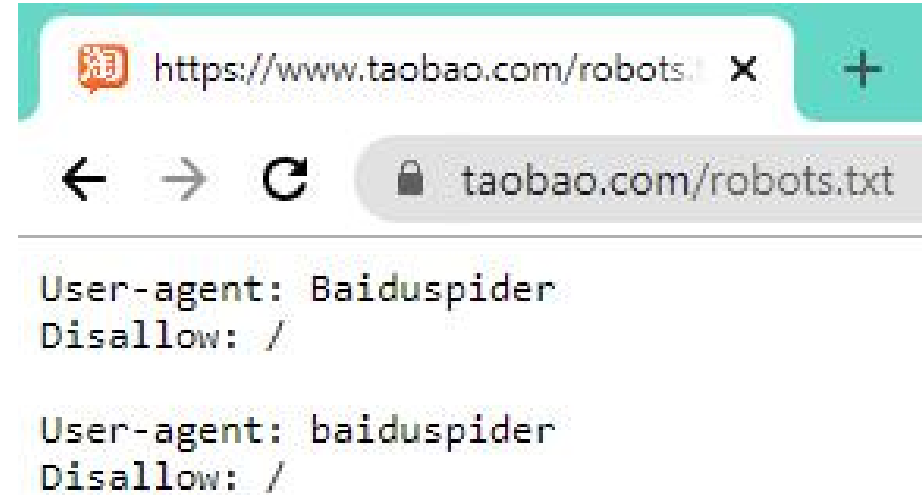 淘
https://www.taobao.com/robots.
taobao.com/robots.txt
User-agent: Baiduspider
Disallow: /
User-agent: baiduspider
Disallow: /